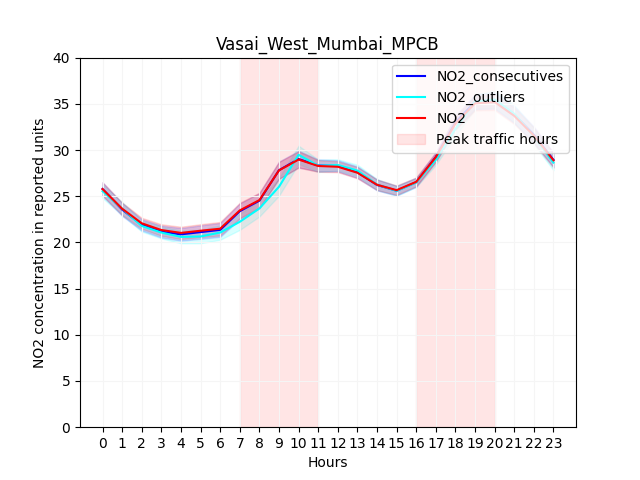 Vasai_West_Mumbai_MPCB
NO2_consecutives
NO2_outliers
NO2
Peak traffic hours
NO2 concentration in reported units
40
35
30
25
20
15
10
5
0
0 1 2 3 4 5 6 7 8 9 10 11 12 13 14 15 16 17 18 19 20 21 22 23
Hours